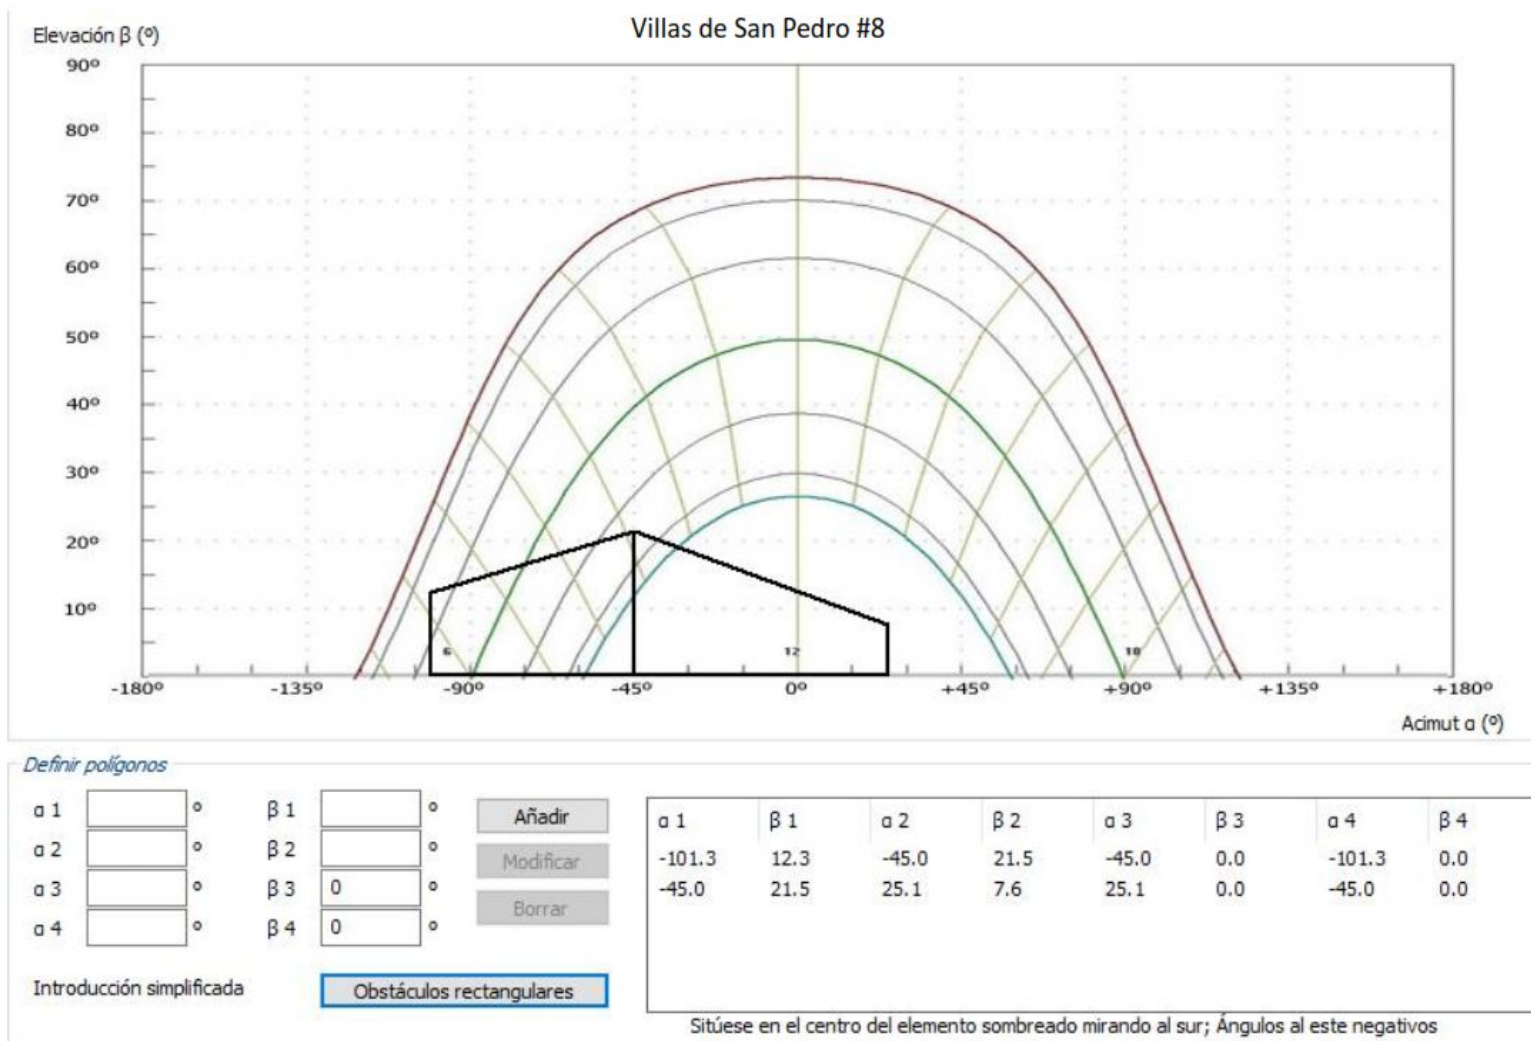 Villas de San Pedro #8
Elevación β (º)
90º
80º
70º
60º
50º
40º
30º
20º
10º
6
12
18
-180º -135º -90º -45º 0º +45º +90º +135º +180º
Acimut α (º)
Definir polígonos
α 1 º β 1 º Añadir
α 2 º β 2 º Modificar
α 3 º β 3 0 º Borrar
α 4 º β 4 0 º
Introducción simplificada Obstáculos rectangulares
α 1 β 1 α 2 β 2 α 3 β 3 α 4 β 4
-101.3 12.3 -45.0 21.5 -45.0 0.0 -101.3 0.0
-45.0 21.5 25.1 7.6 25.1 0.0 -45.0 0.0
Sitúese en el centro del elemento sombreado mirando al sur; Ángulos al este negativos